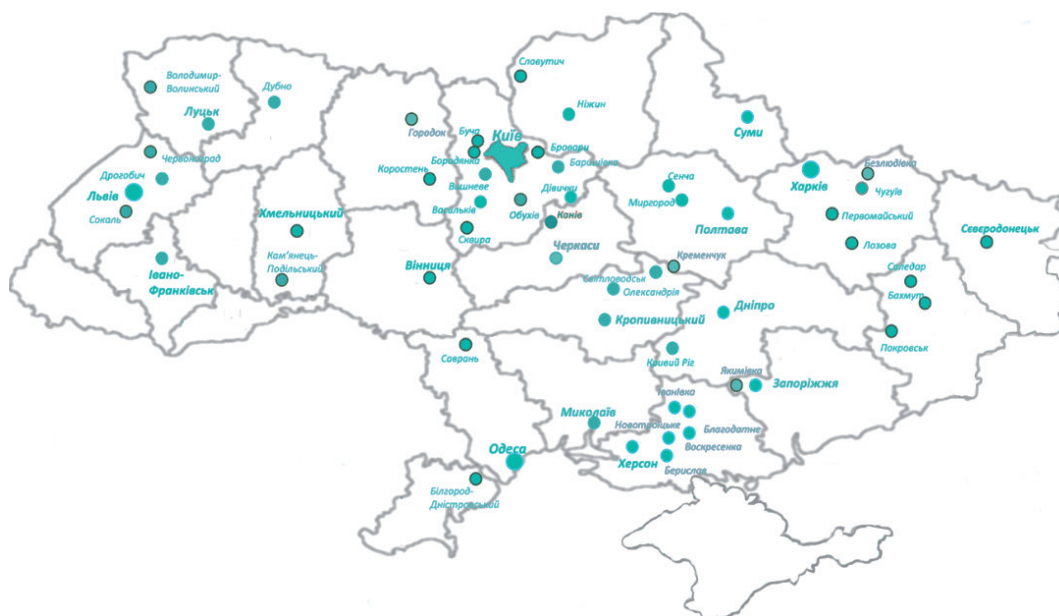 Славутич
Володимир-
Волинський
Дубно
Ніжин
Луцьк
Суми
Городок
Буча
Київ
Бровари
Червоноград
Бородянка
Баришівка
Безлюдівка
Дрогобич
Коростень
Вишневе
Дівички
Сенча
Харків
Чугуїв
Львів
Васильків
Обухів
Миргород
Сокаль
Хмельницький
Канів
Полтава
Первомайський
Сквира
Сєвєродонецьк
Черкаси
Лозова
Кам’янець-
Подільський
Вінниця
Кременчук
Івано-
Франківськ
Світловодськ
Соледар
Олександрія
Бахмут
Дніпро
Кропивницький
Саврань
Покровськ
Кривий Ріг
Якимівка
Запоріжжя
Іванівка
Миколаїв
Новотроїцьке
Благодатне
Воскресенка
Одеса
Херсон
Берислав
Білгород-
Дністровський